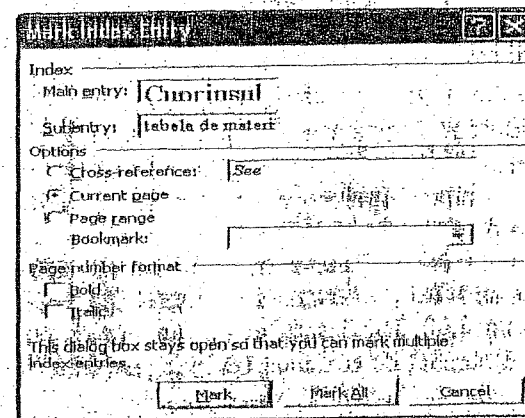 Mark Index Entry
Index
Main entry: Cuprinsul
Subentry: tabela de materi
Options
Cross-reference: See
Current page
Page range
Bookmark:
Page number format
Bold
Italic
This dialog box stays open so that you can mark multiple
index entries.
Mark Mark All Cancel